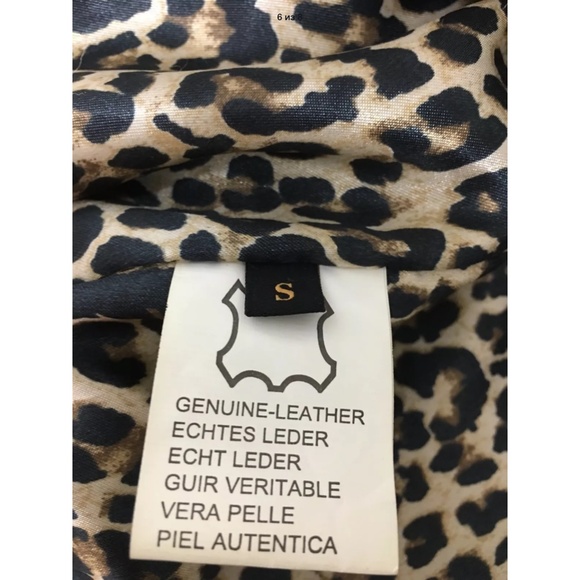 6 из
S
GENUINE-LEATHER
ECHTES LEDER
ECHT LEDER
GUIR VERITABLE
VERA PELLE
PIEL AUTENTICA